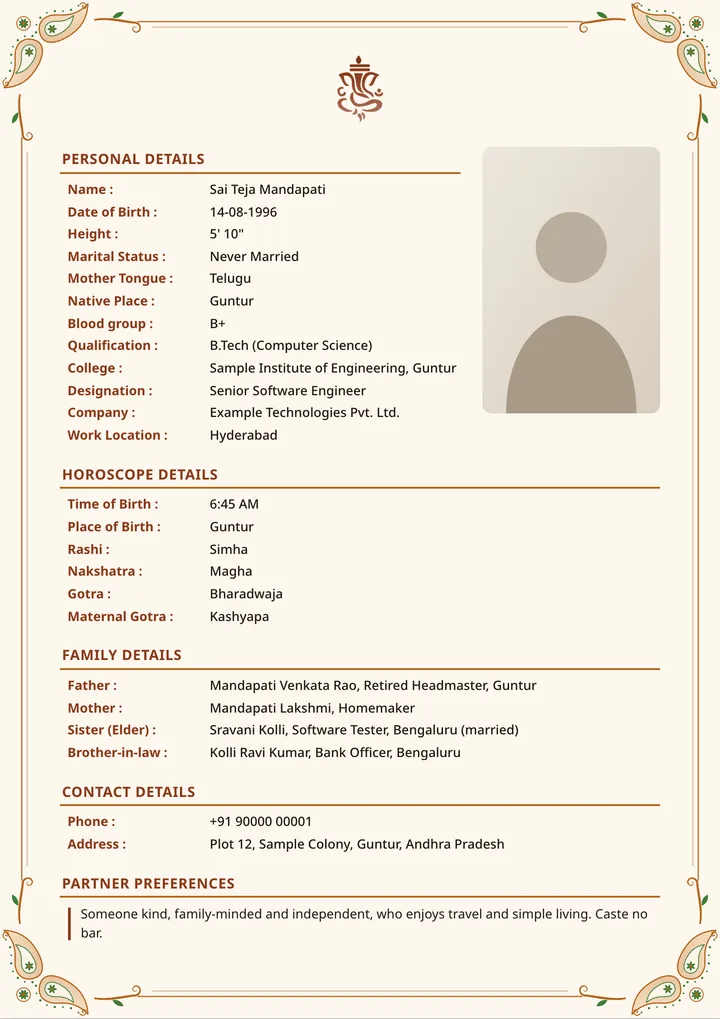 PERSONAL DETAILS
Name : Sai Teja Mandapati
Date of Birth : 14-08-1996
Height : 5' 10"
Marital Status : Never Married
Mother Tongue : Telugu
Native Place : Guntur
Blood group : B+
Qualification : B.Tech (Computer Science)
College : Sample Institute of Engineering, Guntur
Designation : Senior Software Engineer
Company : Example Technologies Pvt. Ltd.
Work Location : Hyderabad
HOROSCOPE DETAILS
Time of Birth : 6:45 AM
Place of Birth : Guntur
Rashi : Simha
Nakshatra : Magha
Gotra : Bharadwaja
Maternal Gotra : Kashyapa
FAMILY DETAILS
Father : Mandapati Venkata Rao, Retired Headmaster, Guntur
Mother : Mandapati Lakshmi, Homemaker
Sister (Elder) : Sravani Kolli, Software Tester, Bengaluru (married)
Brother-in-law : Kolli Ravi Kumar, Bank Officer, Bengaluru
CONTACT DETAILS
Phone : +91 90000 00001
Address : Plot 12, Sample Colony, Guntur, Andhra Pradesh
PARTNER PREFERENCES
Someone kind, family-minded and independent, who enjoys travel and simple living. Caste no
bar.